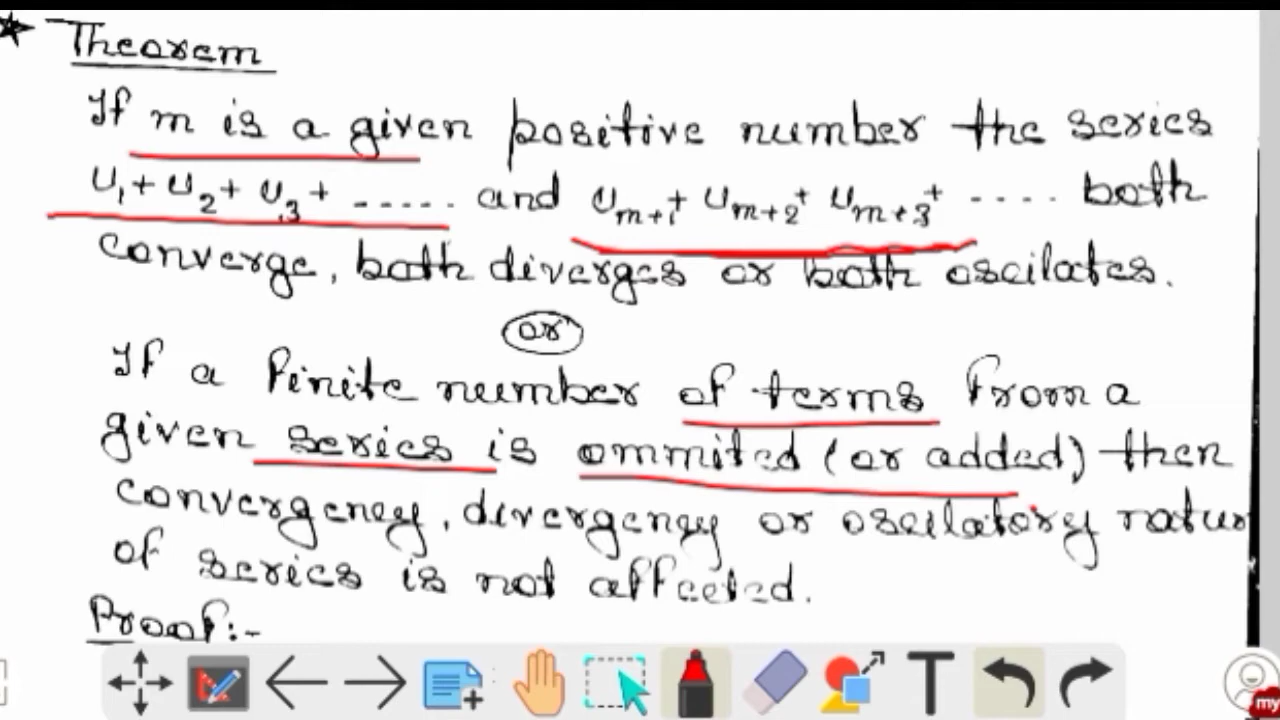 Theorem
If m is a given positive number the series
U₁ + U₂ + U₃ + ..... and Uₘ₊₁ + Uₘ₊₂ + Uₘ₊₃ + .... both
converge, both diverges or both oscilates.
or
If a finite number of terms from a
given series is ommited (or added) then
convergency, divergency or oscilatory natur
of series is not affected.
Proof:-
T
my